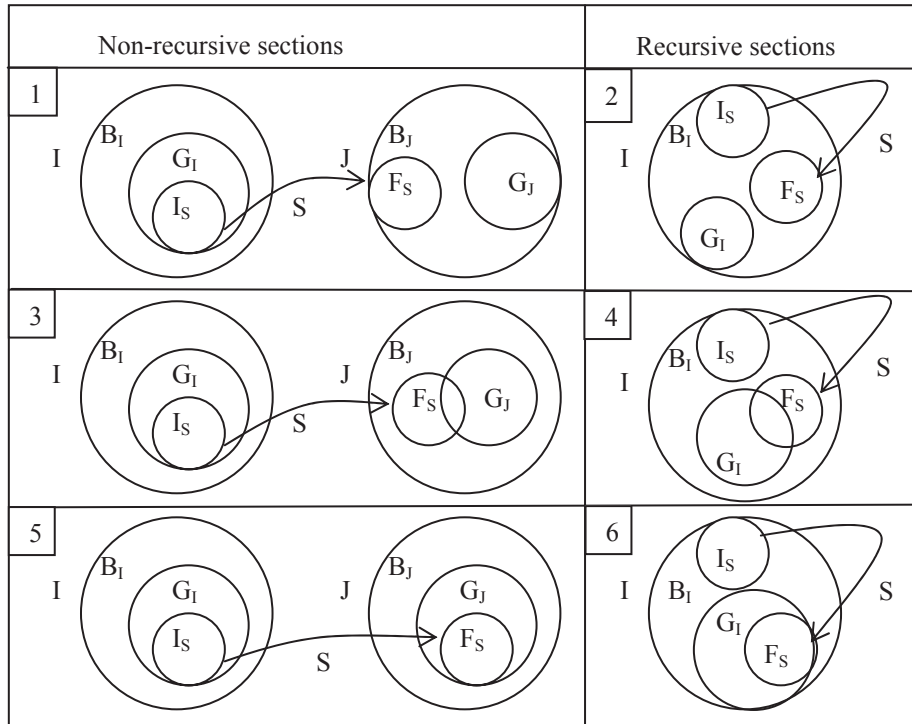 Non-recursive sections
Recursive sections
1
I
B_I
G_I
I_S
S
J
B_J
F_S
G_J
2
I
B_I
I_S
F_S
G_I
S
3
I
B_I
G_I
I_S
S
J
B_J
F_S
G_J
4
I
B_I
I_S
F_S
G_I
S
5
I
B_I
G_I
I_S
S
J
B_J
G_J
F_S
6
I
B_I
I_S
G_I
F_S
S